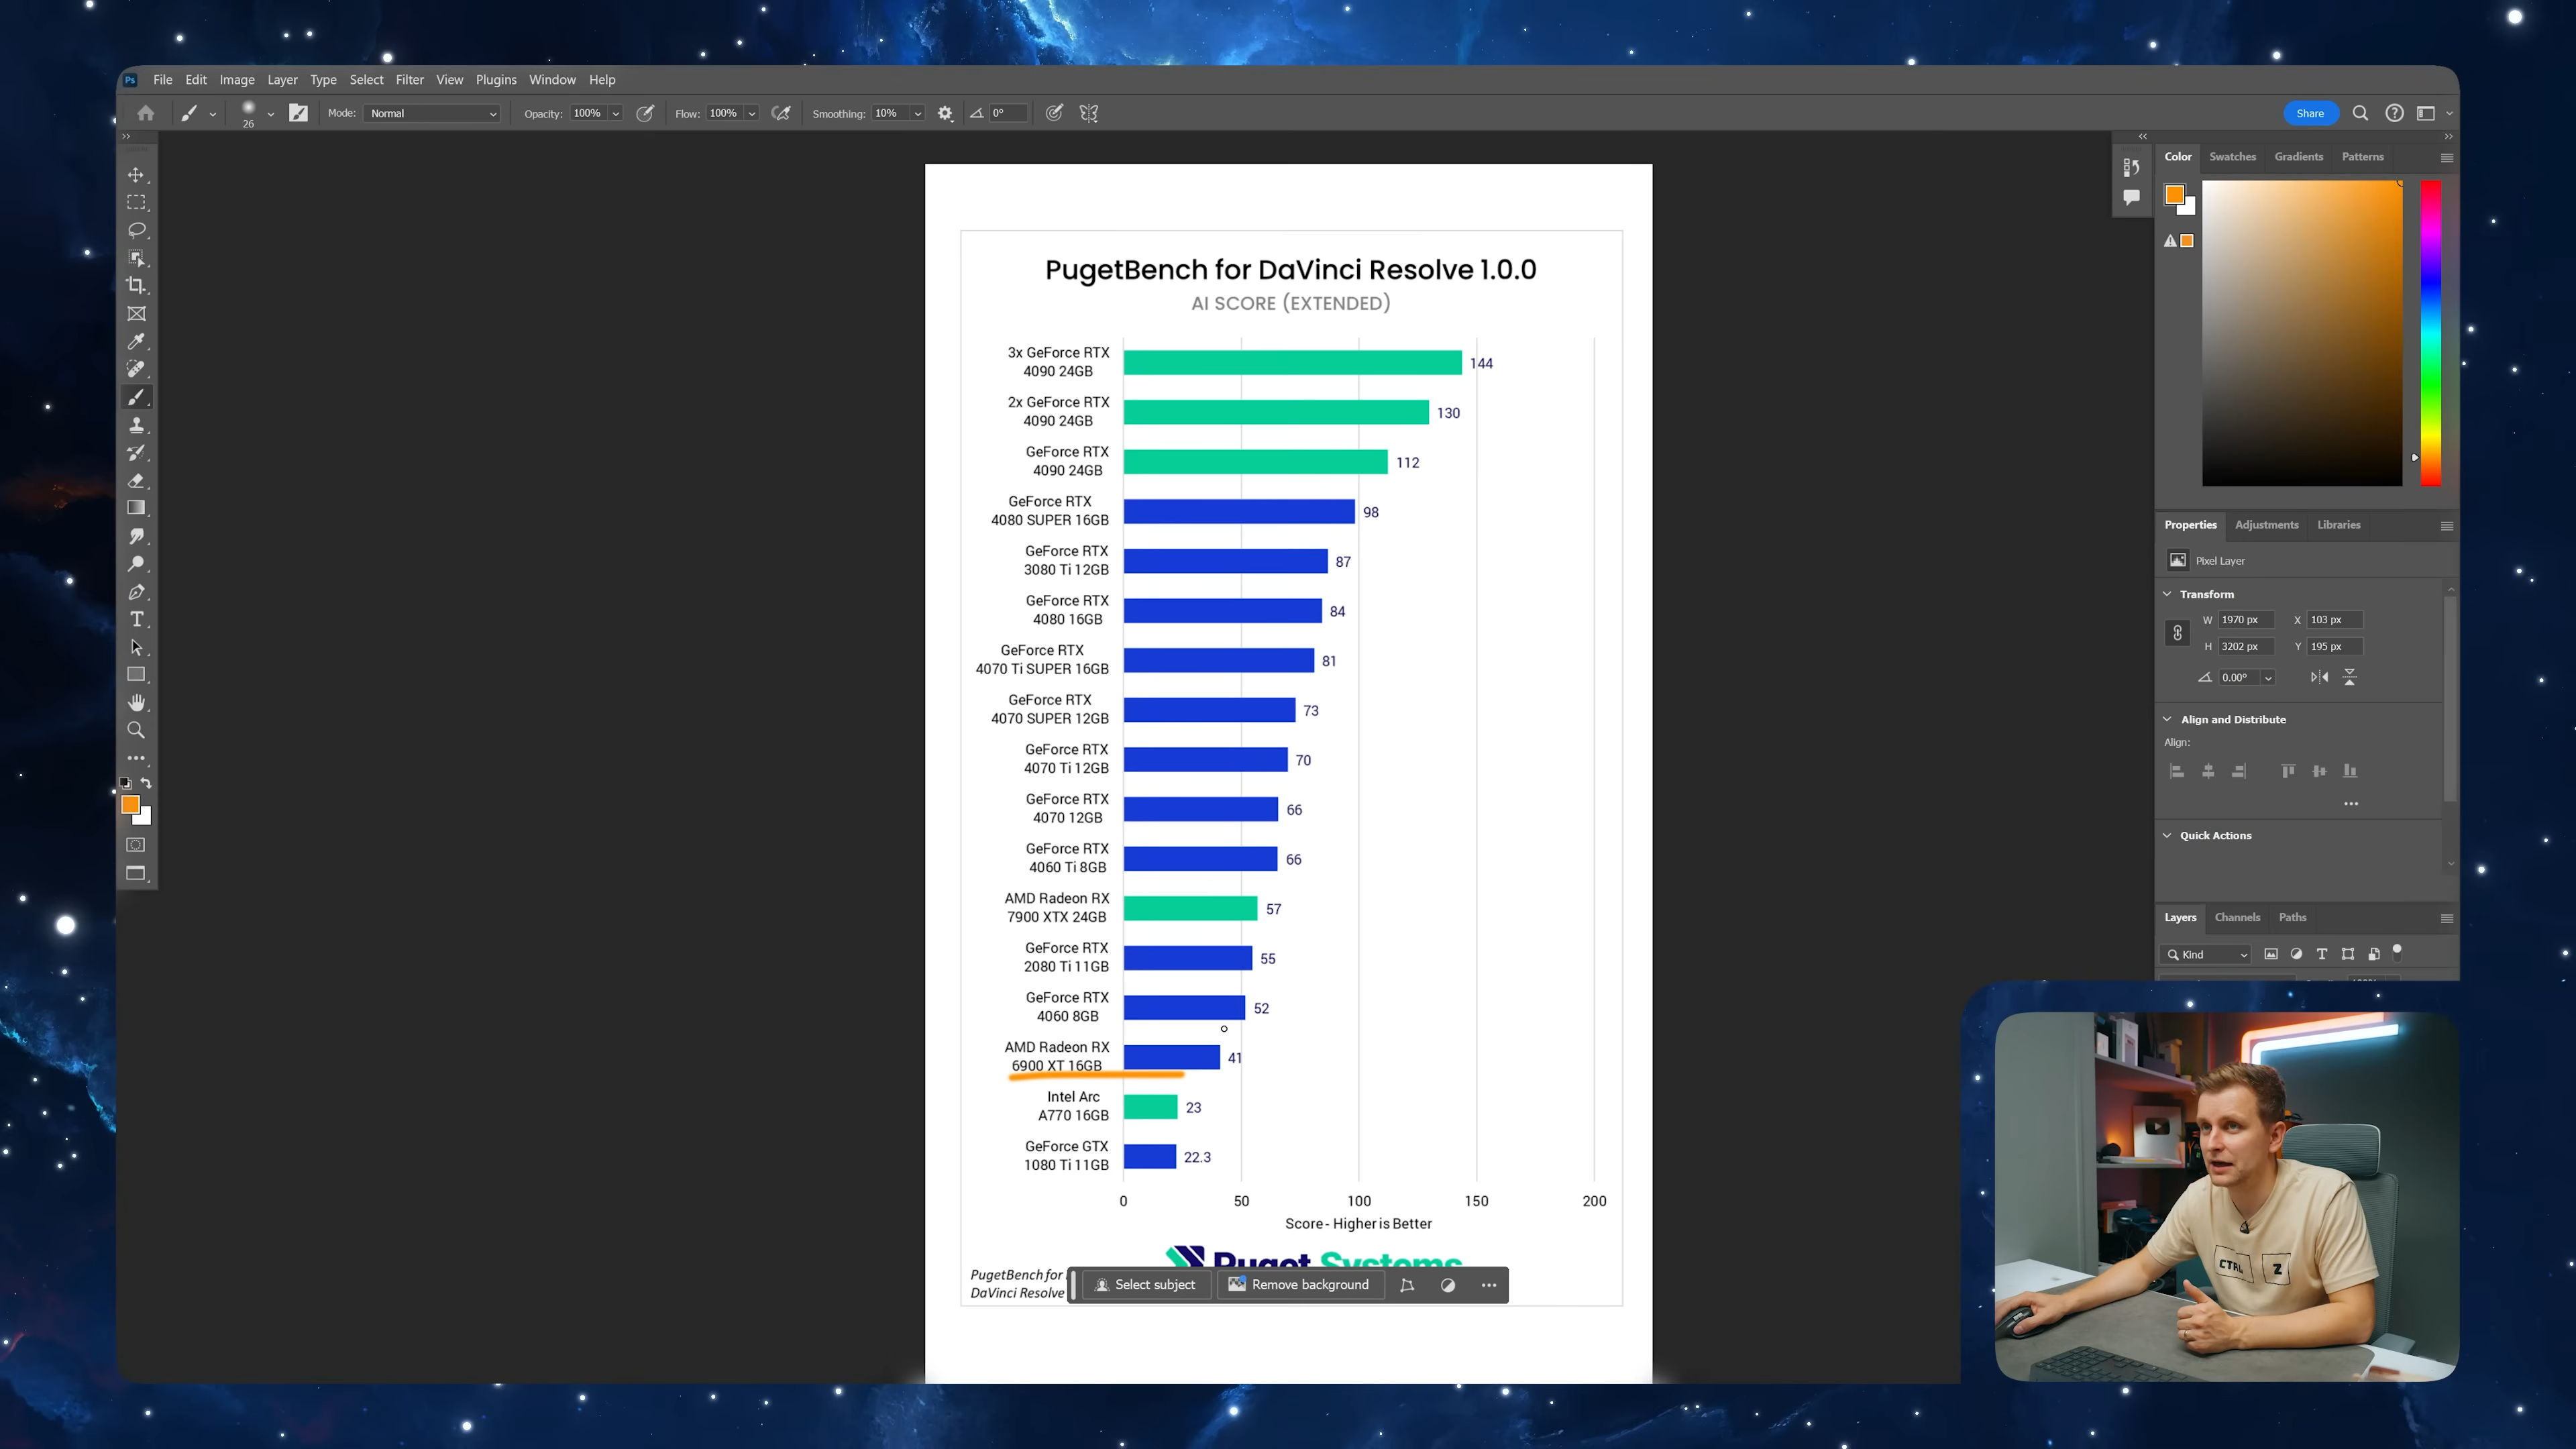 Ps File Edit Image Layer Type Select Filter View Plugins Window Help
26 Mode: Normal Opacity: 100% Flow: 100% Smoothing: 10% 0° Share
Color Swatches Gradients Patterns
PugetBench for DaVinci Resolve 1.0.0
AI SCORE (EXTENDED)
3x GeForce RTX
4090 24GB
144
2x GeForce RTX
4090 24GB
130
GeForce RTX
4090 24GB
112
GeForce RTX
4080 SUPER 16GB
98
GeForce RTX
3080 Ti 12GB
87
GeForce RTX
4080 16GB
84
GeForce RTX
4070 Ti SUPER 16GB
81
GeForce RTX
4070 SUPER 12GB
73
GeForce RTX
4070 Ti 12GB
70
GeForce RTX
4070 12GB
66
GeForce RTX
4060 Ti 8GB
66
AMD Radeon RX
7900 XTX 24GB
57
GeForce RTX
2080 Ti 11GB
55
GeForce RTX
4060 8GB
52
AMD Radeon RX
6900 XT 16GB
41
Intel Arc
A770 16GB
23
GeForce GTX
1080 Ti 11GB
22.3
0 50 100 150 200
Score - Higher is Better
Puget Systems
PugetBench for
DaVinci Resolve
Select subject Remove background
Properties Adjustments Libraries
Pixel Layer
Transform
W 1970 px X 103 px
H 3202 px Y 195 px
0.00°
Align and Distribute
Align:
Quick Actions
Layers Channels Paths
Kind
CTRL Z